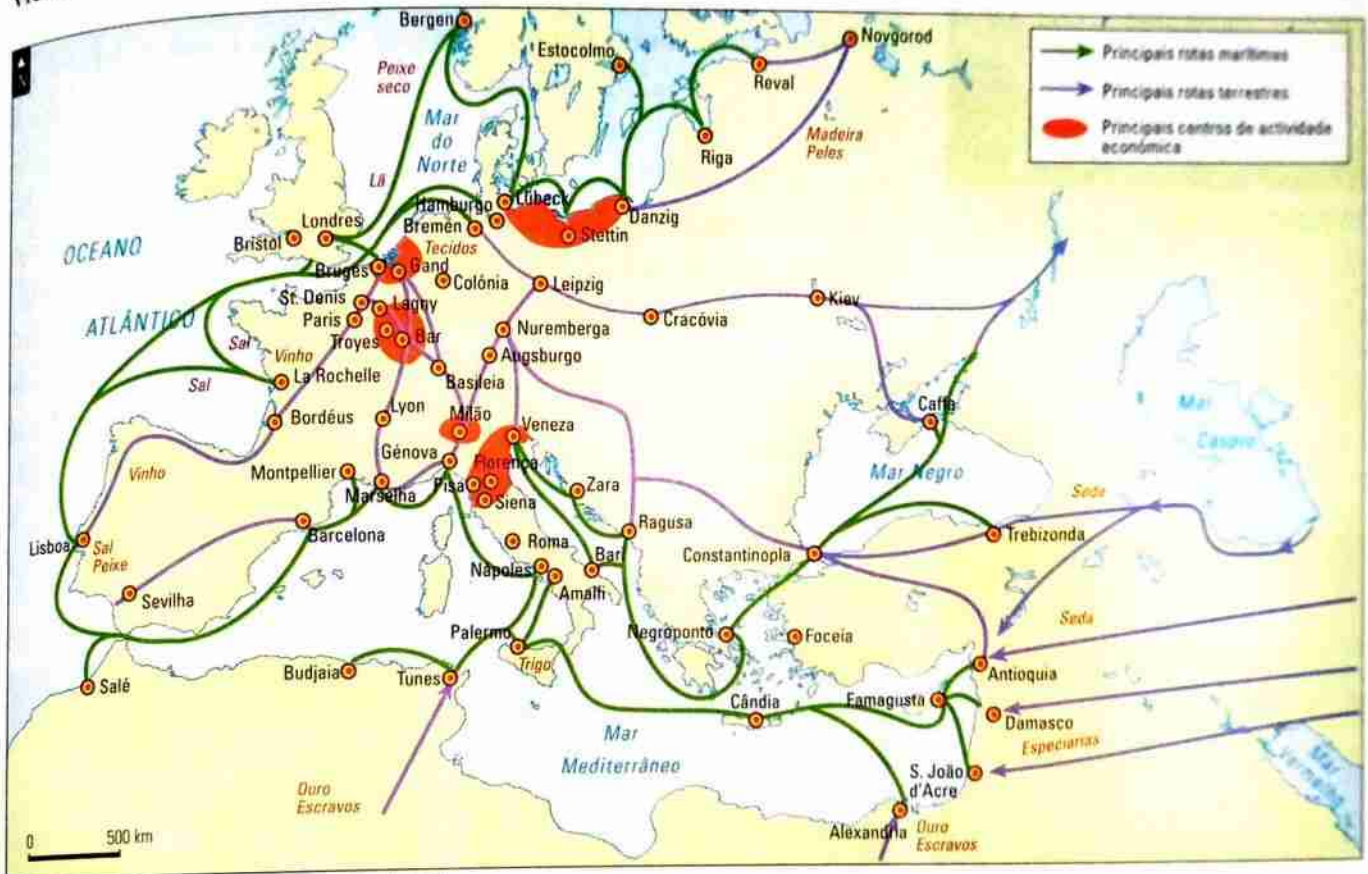 Bergen
Estocolmo
Novgorod
Reval
Riga
Peixe
seco
Mar
do
Norte
Lã
Madeira
Peles
Principais rotas marítimas
Principais rotas terrestres
Principais centros de actividade
económica
OCEANO
ATLÂNTICO
Londres
Bristol
Hamburgo
Lübeck
Bremen
Stettin
Danzig
Tecidos
Bruges
Gand
Colónia
Leipzig
Kiev
Cracóvia
St. Denis
Lagny
Paris
Troyes
Bar
Nuremberga
Augsburgo
Basileia
Sal
Vinho
Sal
La Rochelle
Bordéus
Lyon
Milão
Veneza
Caffa
Mar
Cáspio
Mar Negro
Génova
Florença
Montpellier
Pisa
Marselha
Siena
Zara
Vinho
Ragusa
Seda
Trebizonda
Constantinopla
Lisboa
Sal
Peixe
Barcelona
Roma
Bari
Nápoles
Amalfi
Sevilha
Negroponto
Foceia
Seda
Palermo
Trigo
Antioquia
Salé
Budjaia
Tunes
Cândia
Famagusta
Damasco
Especiarias
Mar
Mediterrâneo
S. João
d'Acre
Mar
Vermelho
Ouro
Escravos
Alexandria
Ouro
Escravos
0 500 km